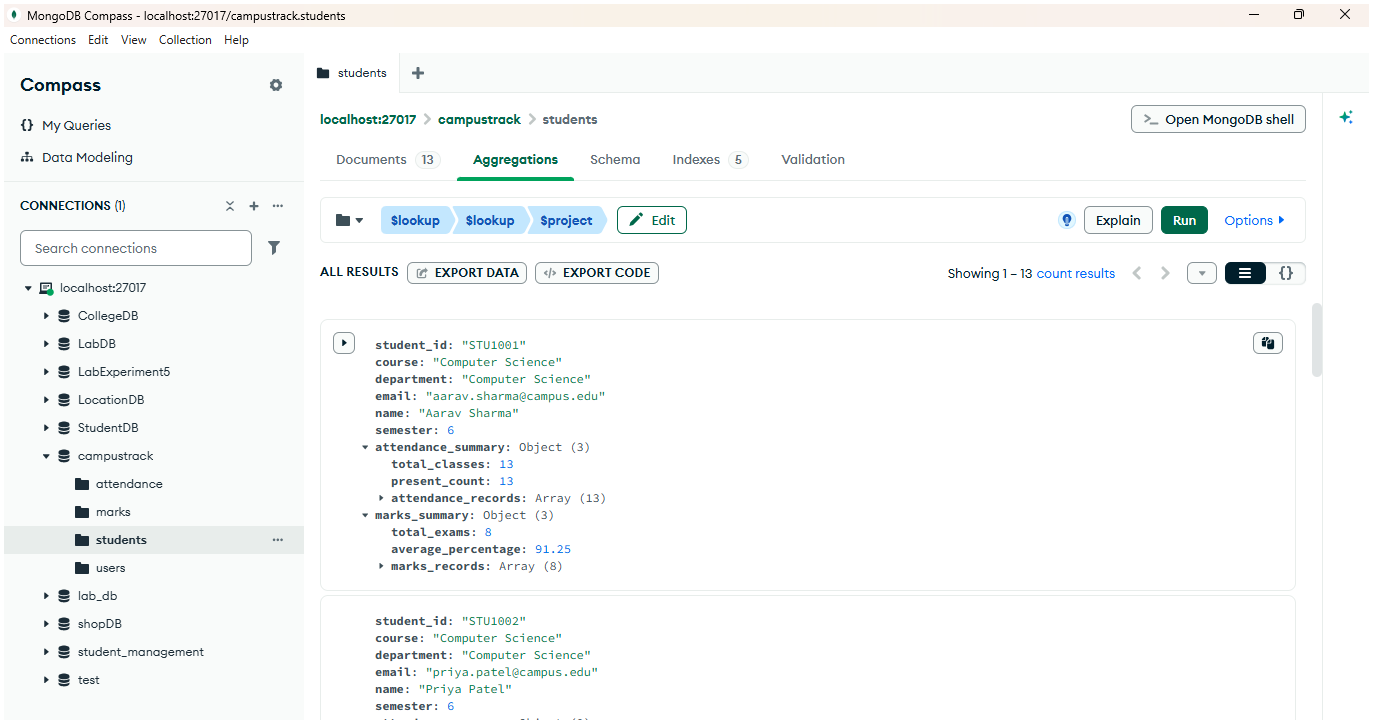 MongoDB Compass - localhost:27017/campustrack.students
Connections Edit View Collection Help
Compass
My Queries
Data Modeling
CONNECTIONS (1)
Search connections
localhost:27017
CollegeDB
LabDB
LabExperiment5
LocationDB
StudentDB
campustrack
attendance
marks
students
users
lab_db
shopDB
student_management
test
students
localhost:27017 > campustrack > students
>_ Open MongoDB shell
Documents 13 Aggregations Schema Indexes 5 Validation
$lookup $lookup $project Edit Explain Run Options
ALL RESULTS EXPORT DATA EXPORT CODE Showing 1 – 13 count results
student_id: "STU1001"
course: "Computer Science"
department: "Computer Science"
email: "aarav.sharma@campus.edu"
name: "Aarav Sharma"
semester: 6
attendance_summary: Object (3)
total_classes: 13
present_count: 13
attendance_records: Array (13)
marks_summary: Object (3)
total_exams: 8
average_percentage: 91.25
marks_records: Array (8)
student_id: "STU1002"
course: "Computer Science"
department: "Computer Science"
email: "priya.patel@campus.edu"
name: "Priya Patel"
semester: 6